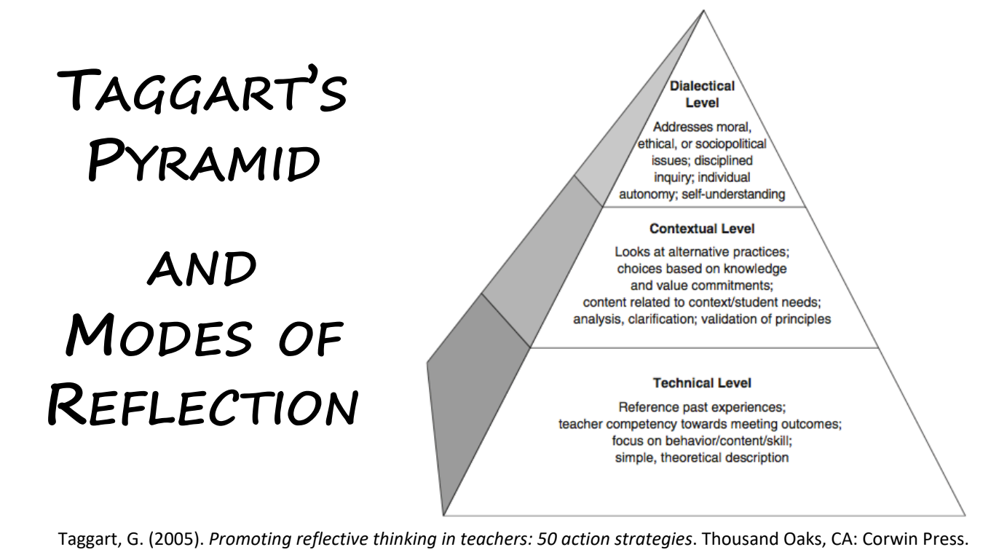 TAGGART'S
PYRAMID
AND
MODES OF
REFLECTION
Dialectical
Level
Addresses moral,
ethical, or sociopolitical
issues; disciplined
inquiry; individual
autonomy; self-understanding
Contextual Level
Looks at alternative practices;
choices based on knowledge
and value commitments;
content related to context/student needs;
analysis, clarification; validation of principles
Technical Level
Reference past experiences;
teacher competency towards meeting outcomes;
focus on behavior/content/skill;
simple, theoretical description
Taggart, G. (2005). Promoting reflective thinking in teachers: 50 action strategies. Thousand Oaks, CA: Corwin Press.